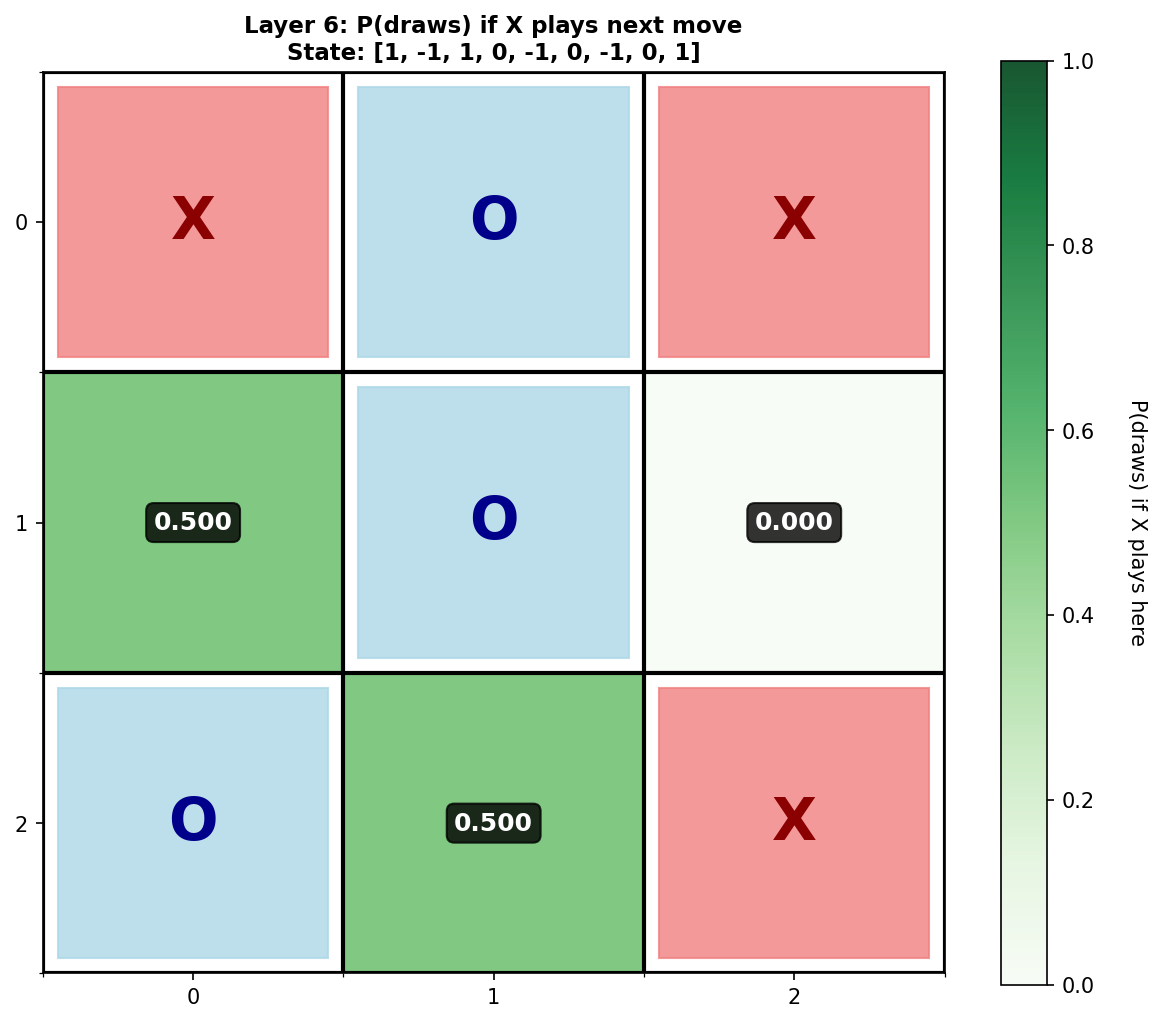 Layer 6: P(draws) if X plays next move
State: [1, -1, 1, 0, -1, 0, -1, 0, 1]
X
O
X
0
0.500
O
0.000
1
O
0.500
X
2
0
1
2
1.0
0.8
0.6
0.4
0.2
0.0
P(draws) if X plays here